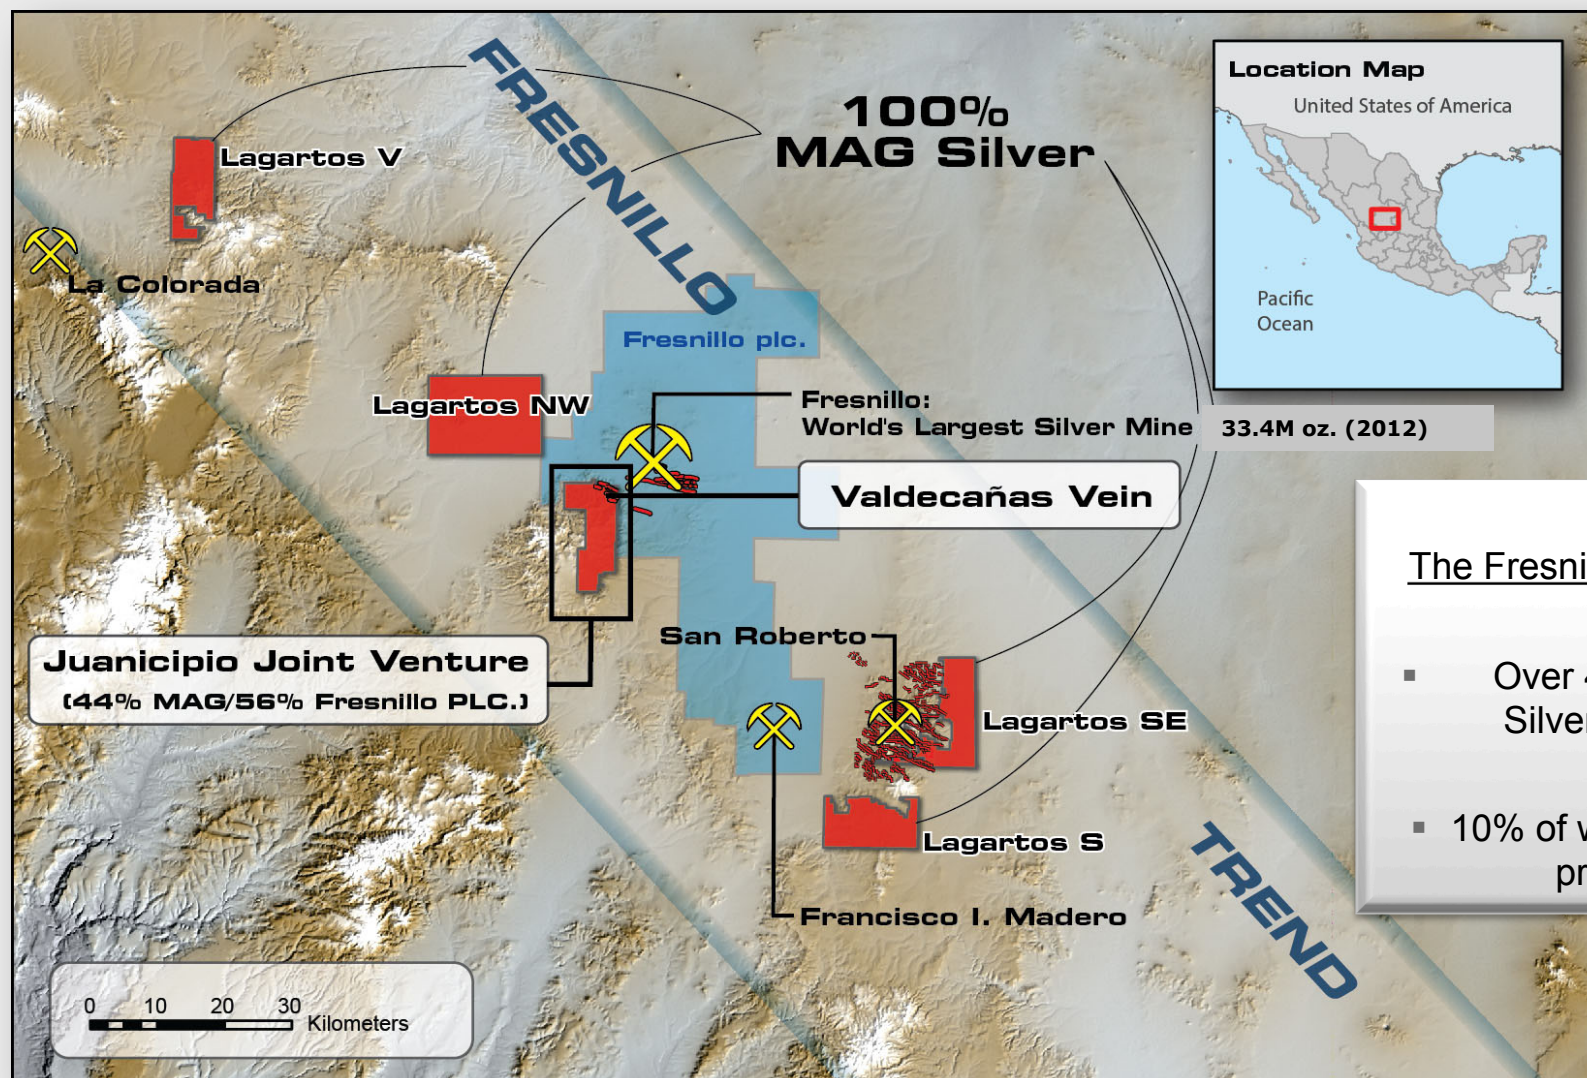 FRESNILLO
100%
MAG Silver
Lagartos V
La Colorada
Location Map
United States of America
Pacific
Ocean
Fresnillo plc.
Lagartos NW
Fresnillo:
World's Largest Silver Mine
33.4M oz. (2012)
Valdecañas Vein
The Fresni
Over 4
Silver
10% of w
pr
San Roberto
Juanicipio Joint Venture
(44% MAG/56% Fresnillo PLC.)
Lagartos SE
Lagartos S
TREND
Francisco I. Madero
0 10 20 30
Kilometers